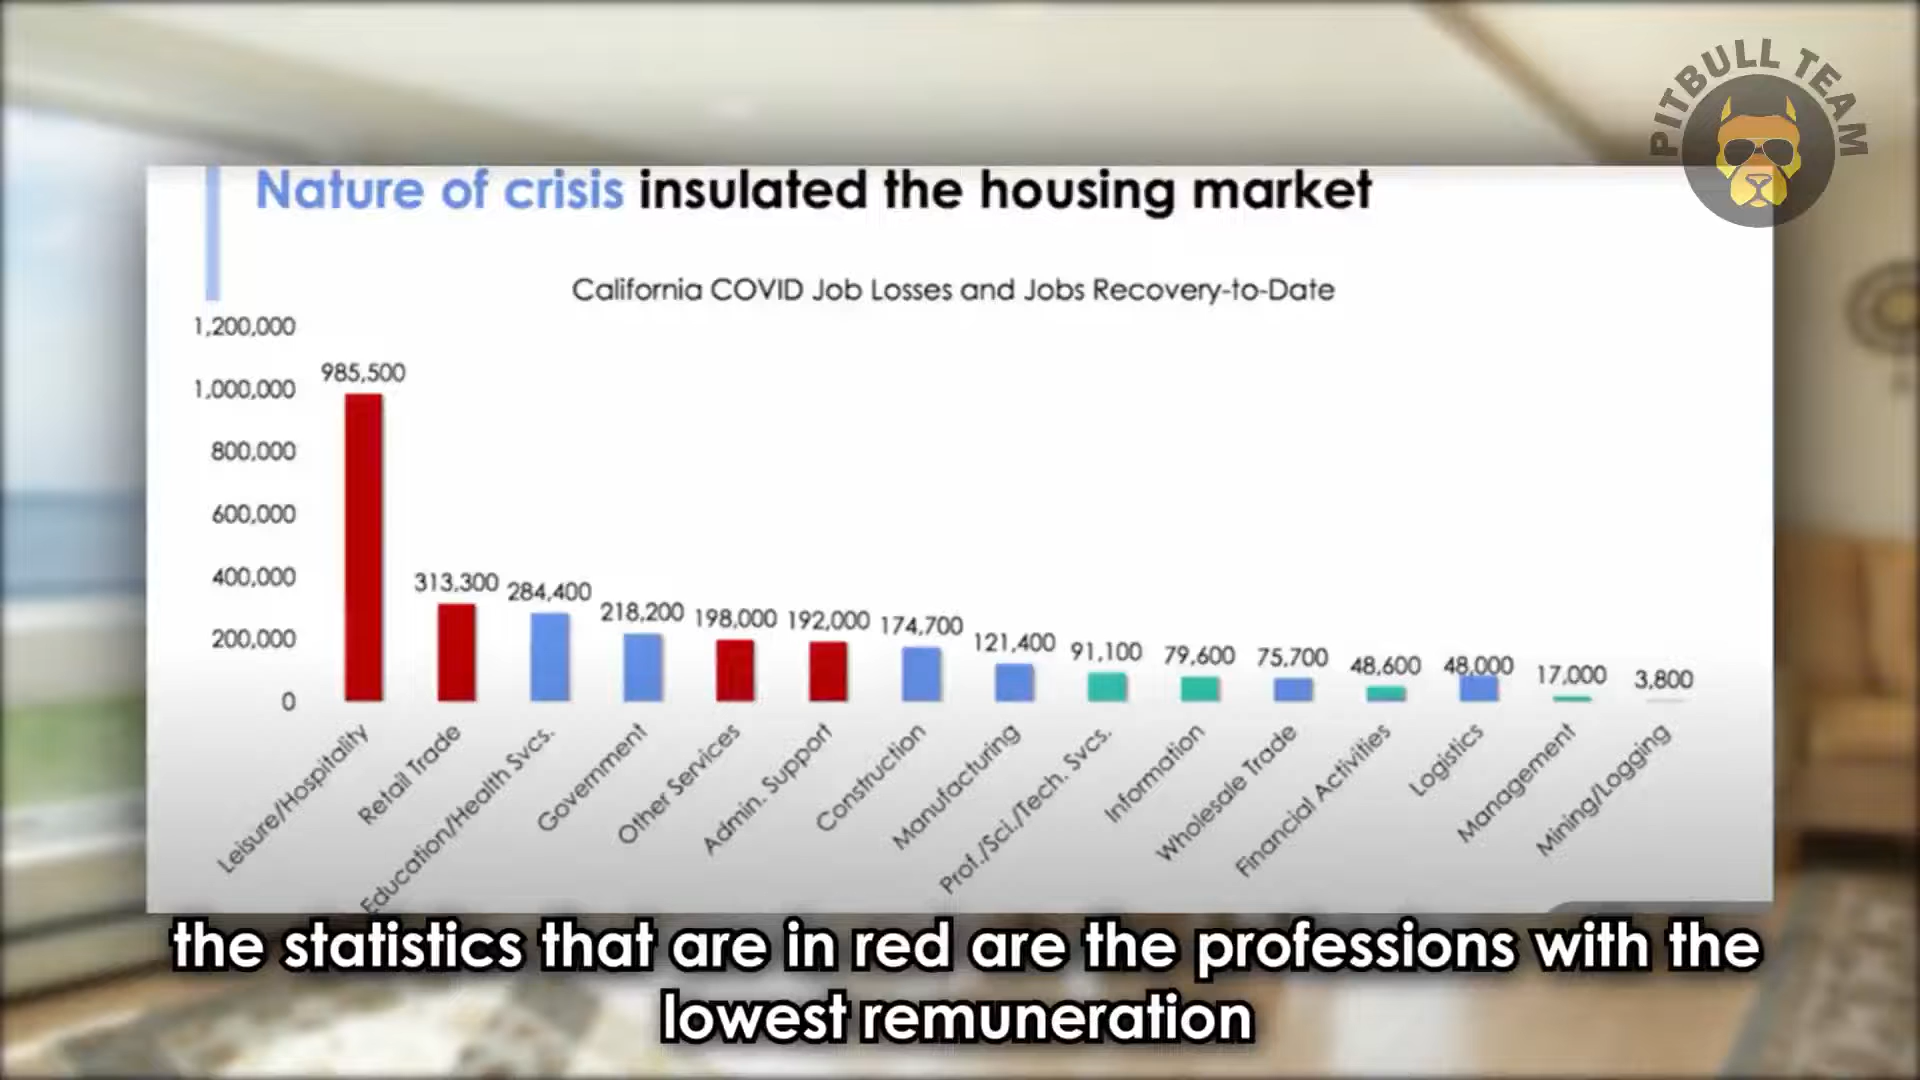 PITBULL TEAM
Nature of crisis insulated the housing market
California COVID Job Losses and Jobs Recovery-to-Date
1,200,000
1,000,000
800,000
600,000
400,000
200,000
0
985,500
313,300
284,400
218,200
198,000
192,000
174,700
121,400
91,100
79,600
75,700
48,600
48,000
17,000
3,800
Leisure/Hospitality
Retail Trade
Education/Health Svcs.
Government
Other Services
Admin. Support
Construction
Manufacturing
Prof./Sci./Tech. Svcs.
Information
Wholesale Trade
Financial Activities
Logistics
Management
Mining/Logging
the statistics that are in red are the professions with the
lowest remuneration